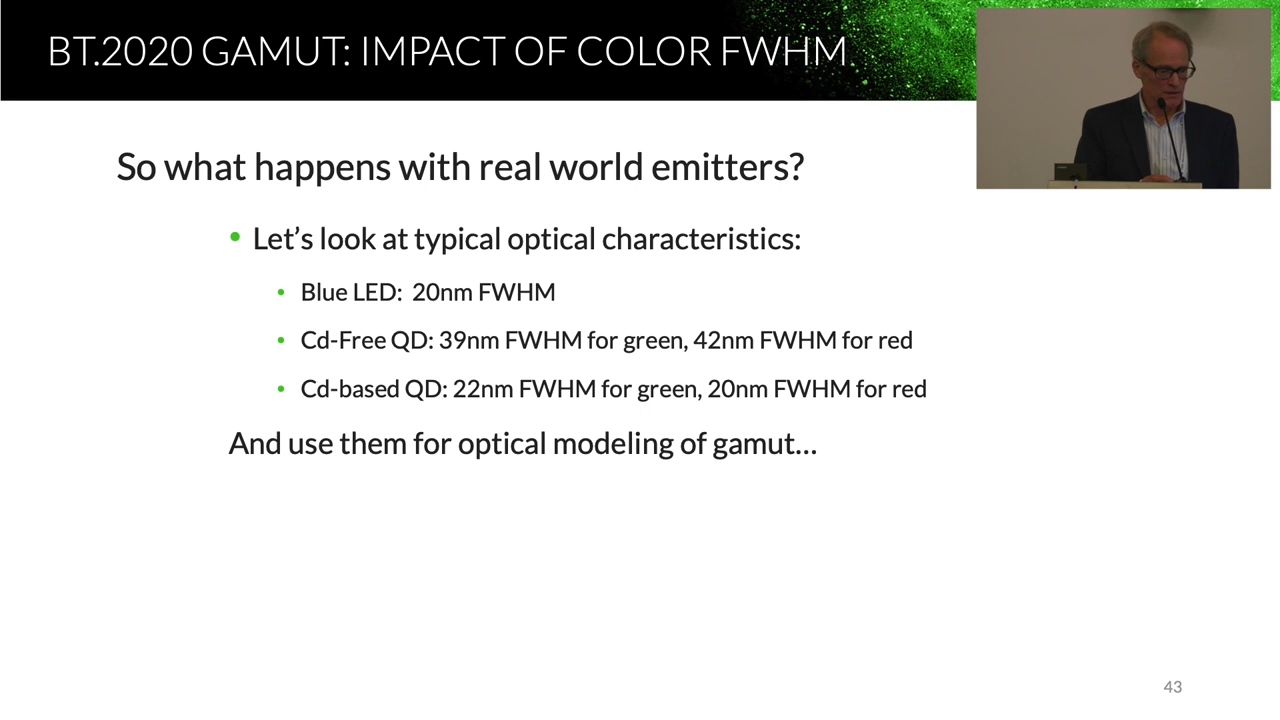 BT.2020 GAMUT: IMPACT OF COLOR FWHM
So what happens with real world emitters?
• Let’s look at typical optical characteristics:
• Blue LED: 20nm FWHM
• Cd-Free QD: 39nm FWHM for green, 42nm FWHM for red
• Cd-based QD: 22nm FWHM for green, 20nm FWHM for red
And use them for optical modeling of gamut...
43